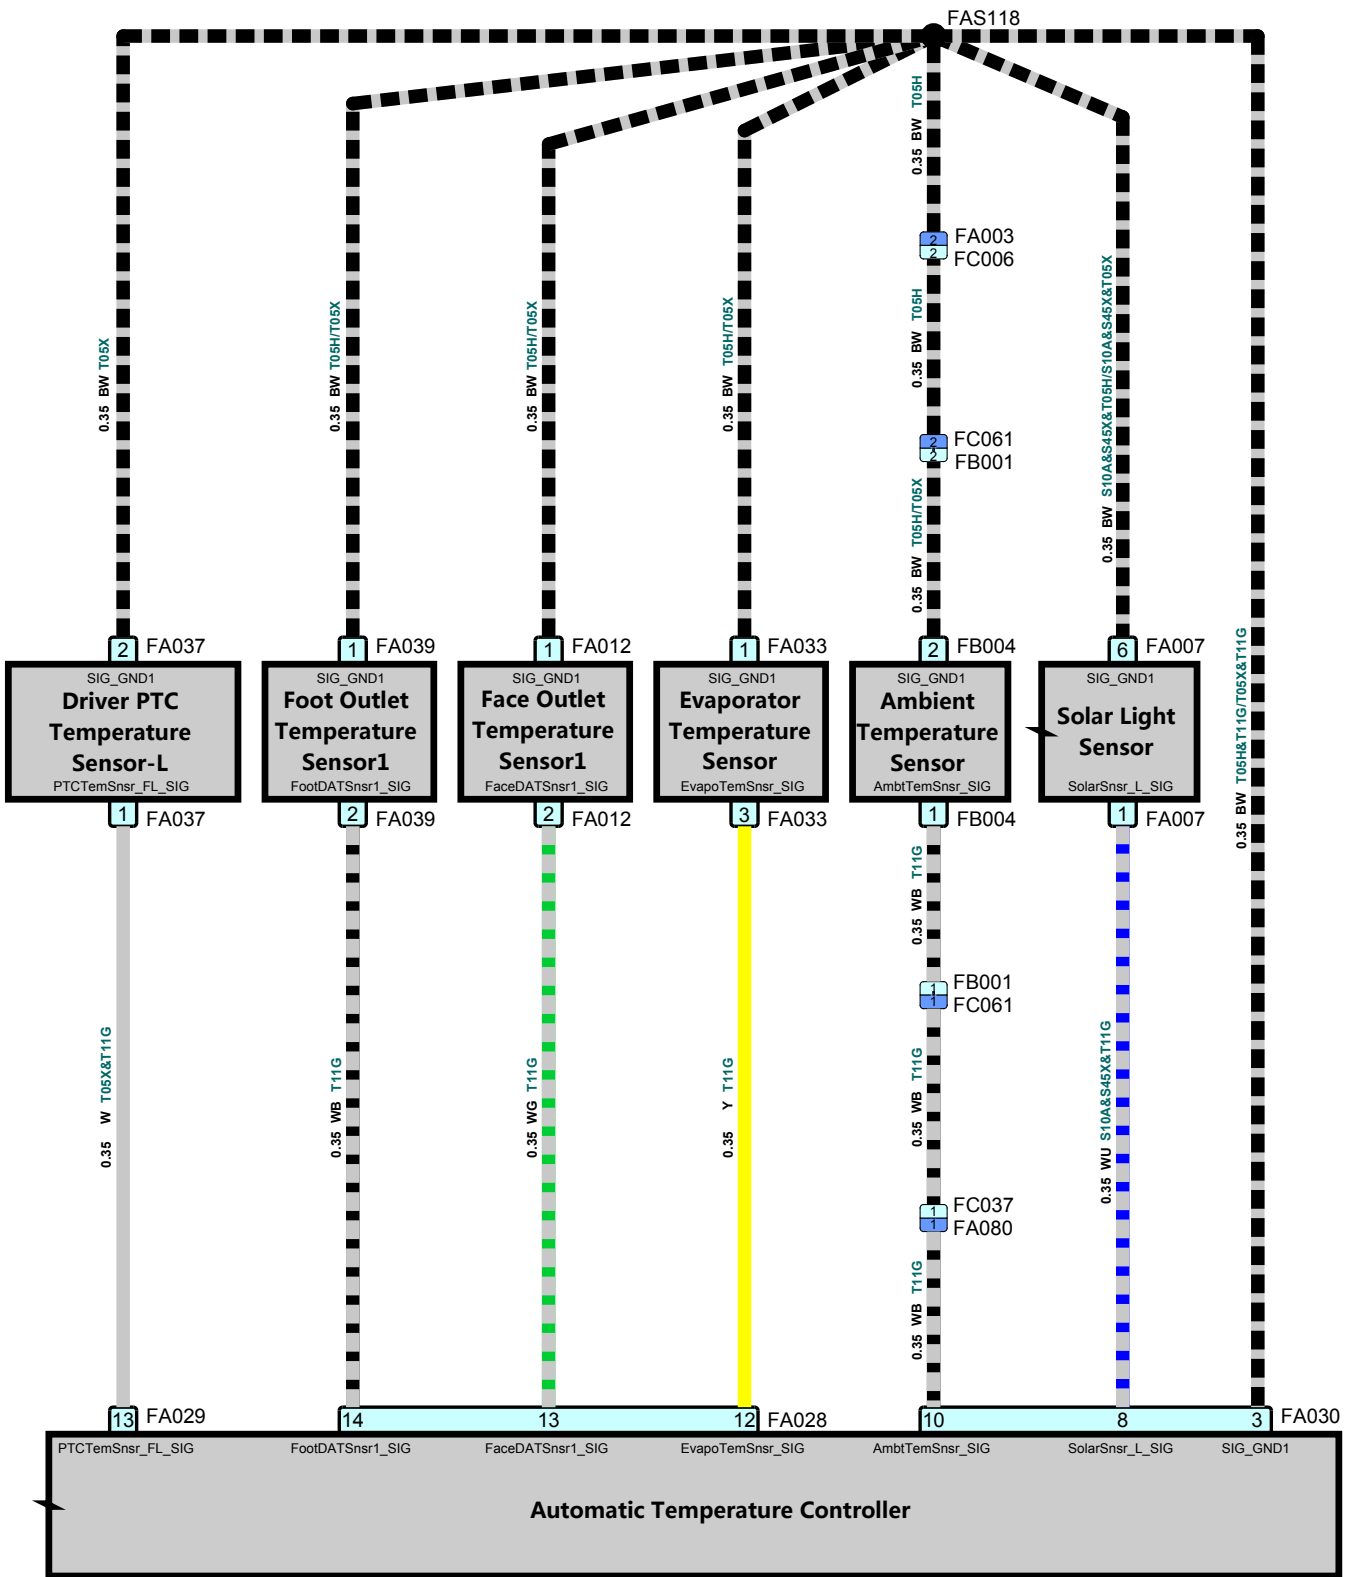 FAS118
0.35 BW T05H
FA003
2
2
FC006
0.35 BW T05X
0.35 BW T05H/T05X
0.35 BW T05H/T05X
0.35 BW T05H/T05X
0.35 BW T05H
0.35 BW S10A&S45X&T05H/S10A&S45X&T05X
FC061
2
2
FB001
0.35 BW T05H/T05X
0.35 BW T05H&T11G/T05X&T11G
2 FA037
1 FA039
1 FA012
1 FA033
2 FB004
6 FA007
SIG_GND1
Driver PTC
Temperature
Sensor-L
PTCTemSnsr_FL_SIG
SIG_GND1
Foot Outlet
Temperature
Sensor1
FootDATSnsr1_SIG
SIG_GND1
Face Outlet
Temperature
Sensor1
FaceDATSnsr1_SIG
SIG_GND1
Evaporator
Temperature
Sensor
EvapoTemSnsr_SIG
SIG_GND1
Ambient
Temperature
Sensor
AmbtTemSnsr_SIG
SIG_GND1
Solar Light
Sensor
SolarSnsr_L_SIG
1 FA037
2 FA039
2 FA012
3 FA033
1 FB004
1 FA007
0.35 WB T11G
FB001
1
1
FC061
0.35 W T05X&T11G
0.35 WB T11G
0.35 WG T11G
0.35 Y T11G
0.35 WB T11G
0.35 WU S10A&S45X&T11G
FC037
1
1
FA080
0.35 WB T11G
13 FA029
14
13
12 FA028
10
8
3 FA030
PTCTemSnsr_FL_SIG
FootDATSnsr1_SIG
FaceDATSnsr1_SIG
EvapoTemSnsr_SIG
AmbtTemSnsr_SIG
SolarSnsr_L_SIG
SIG_GND1
Automatic Temperature Controller